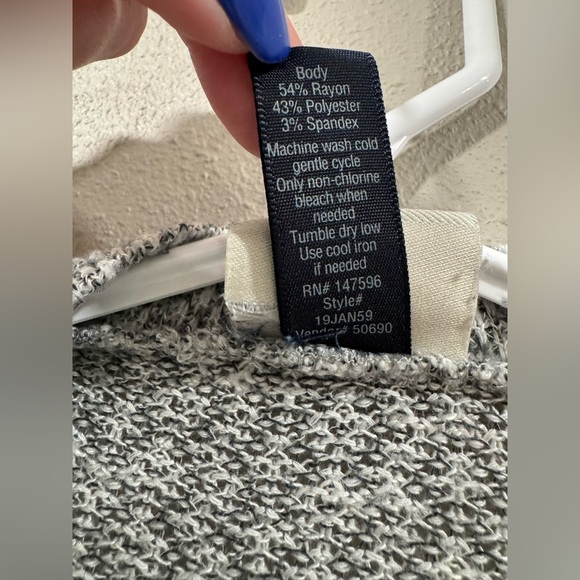 Body
54% Rayon
43% Polyester
3% Spandex
Machine wash cold
gentle cycle
Only non-chlorine
bleach when
needed
Tumble dry low
Use cool iron
if needed
RN# 147596
Style#
19JAN59
Vendor# 50690